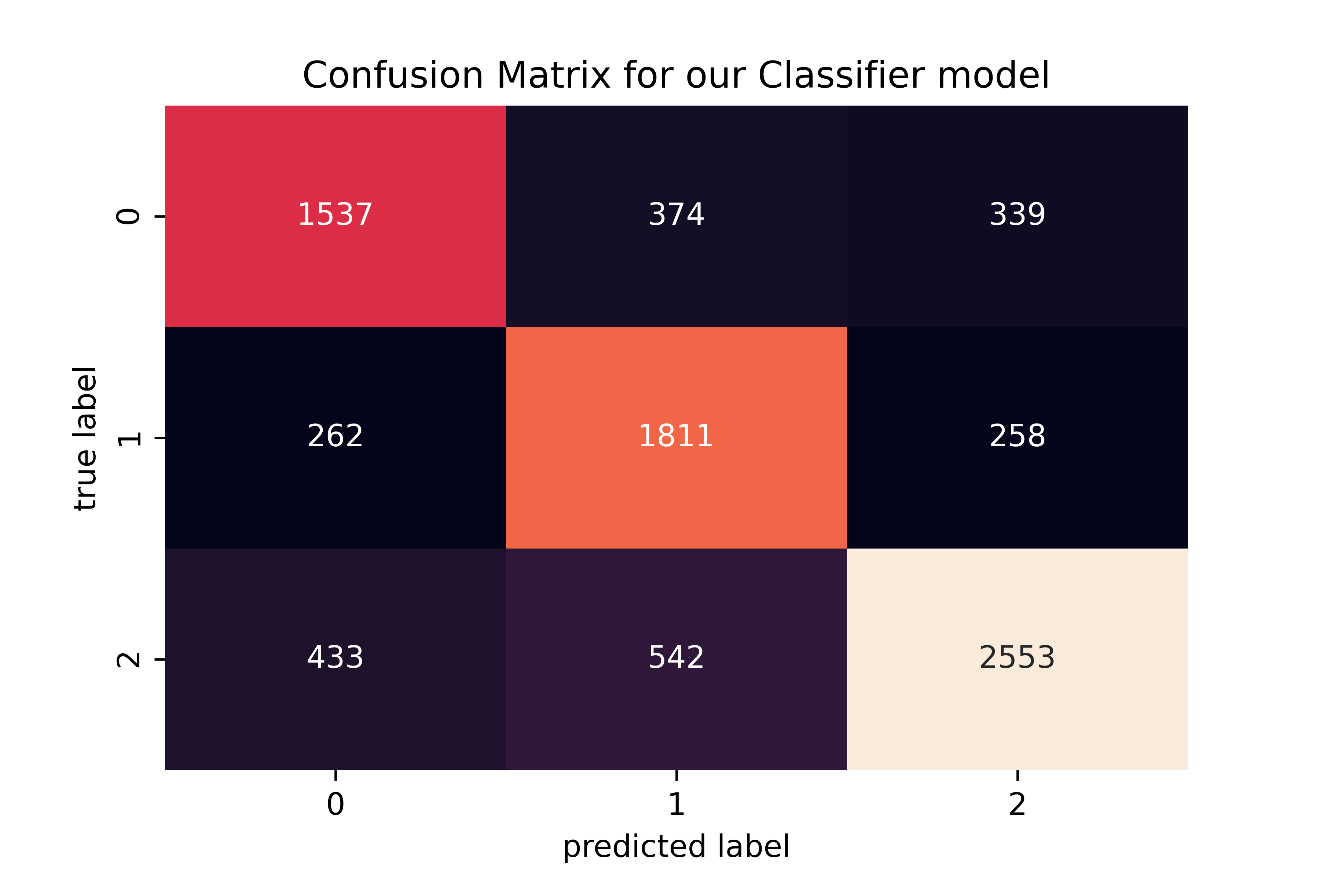 Confusion Matrix for our Classifier model
0
1537 374 339
true label
1
262 1811 258
2
433 542 2553
0 1 2
predicted label